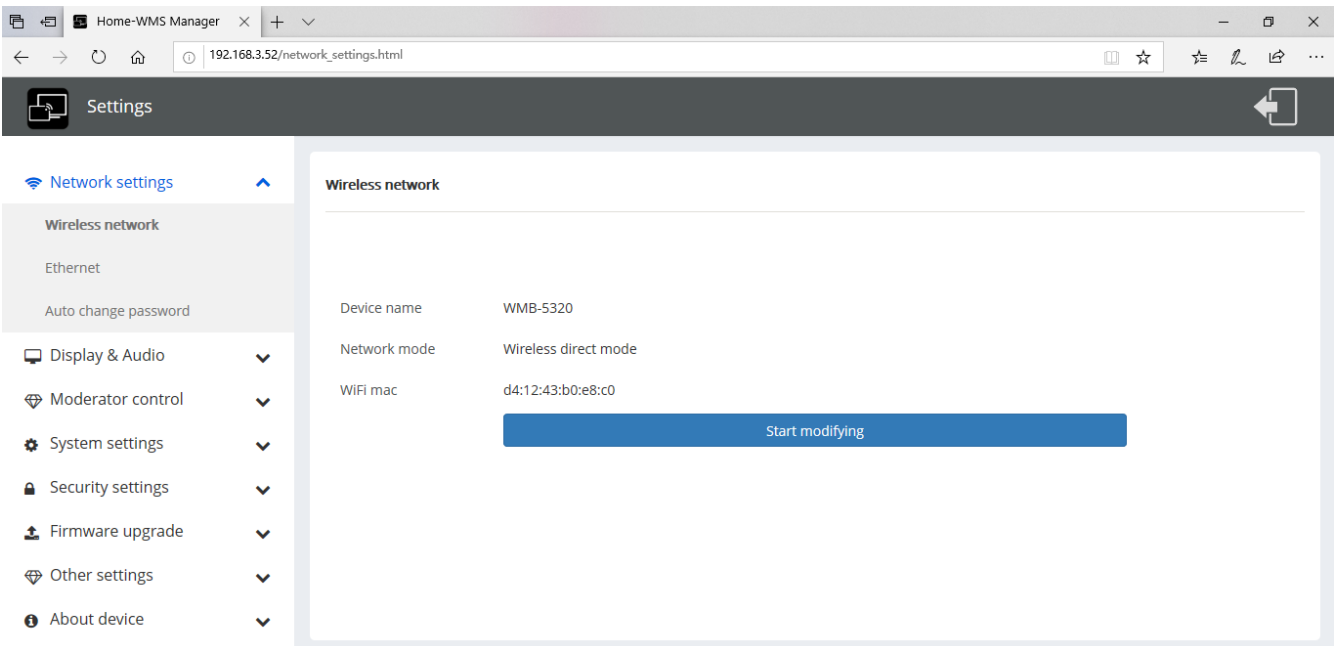 Home-WMS Manager
192.168.3.52/network_settings.html
Settings
Network settings
Wireless network
Ethernet
Auto change password
Display & Audio
Moderator control
System settings
Security settings
Firmware upgrade
Other settings
About device
Wireless network
Device name WMB-5320
Network mode Wireless direct mode
WiFi mac d4:12:43:b0:e8:c0
Start modifying